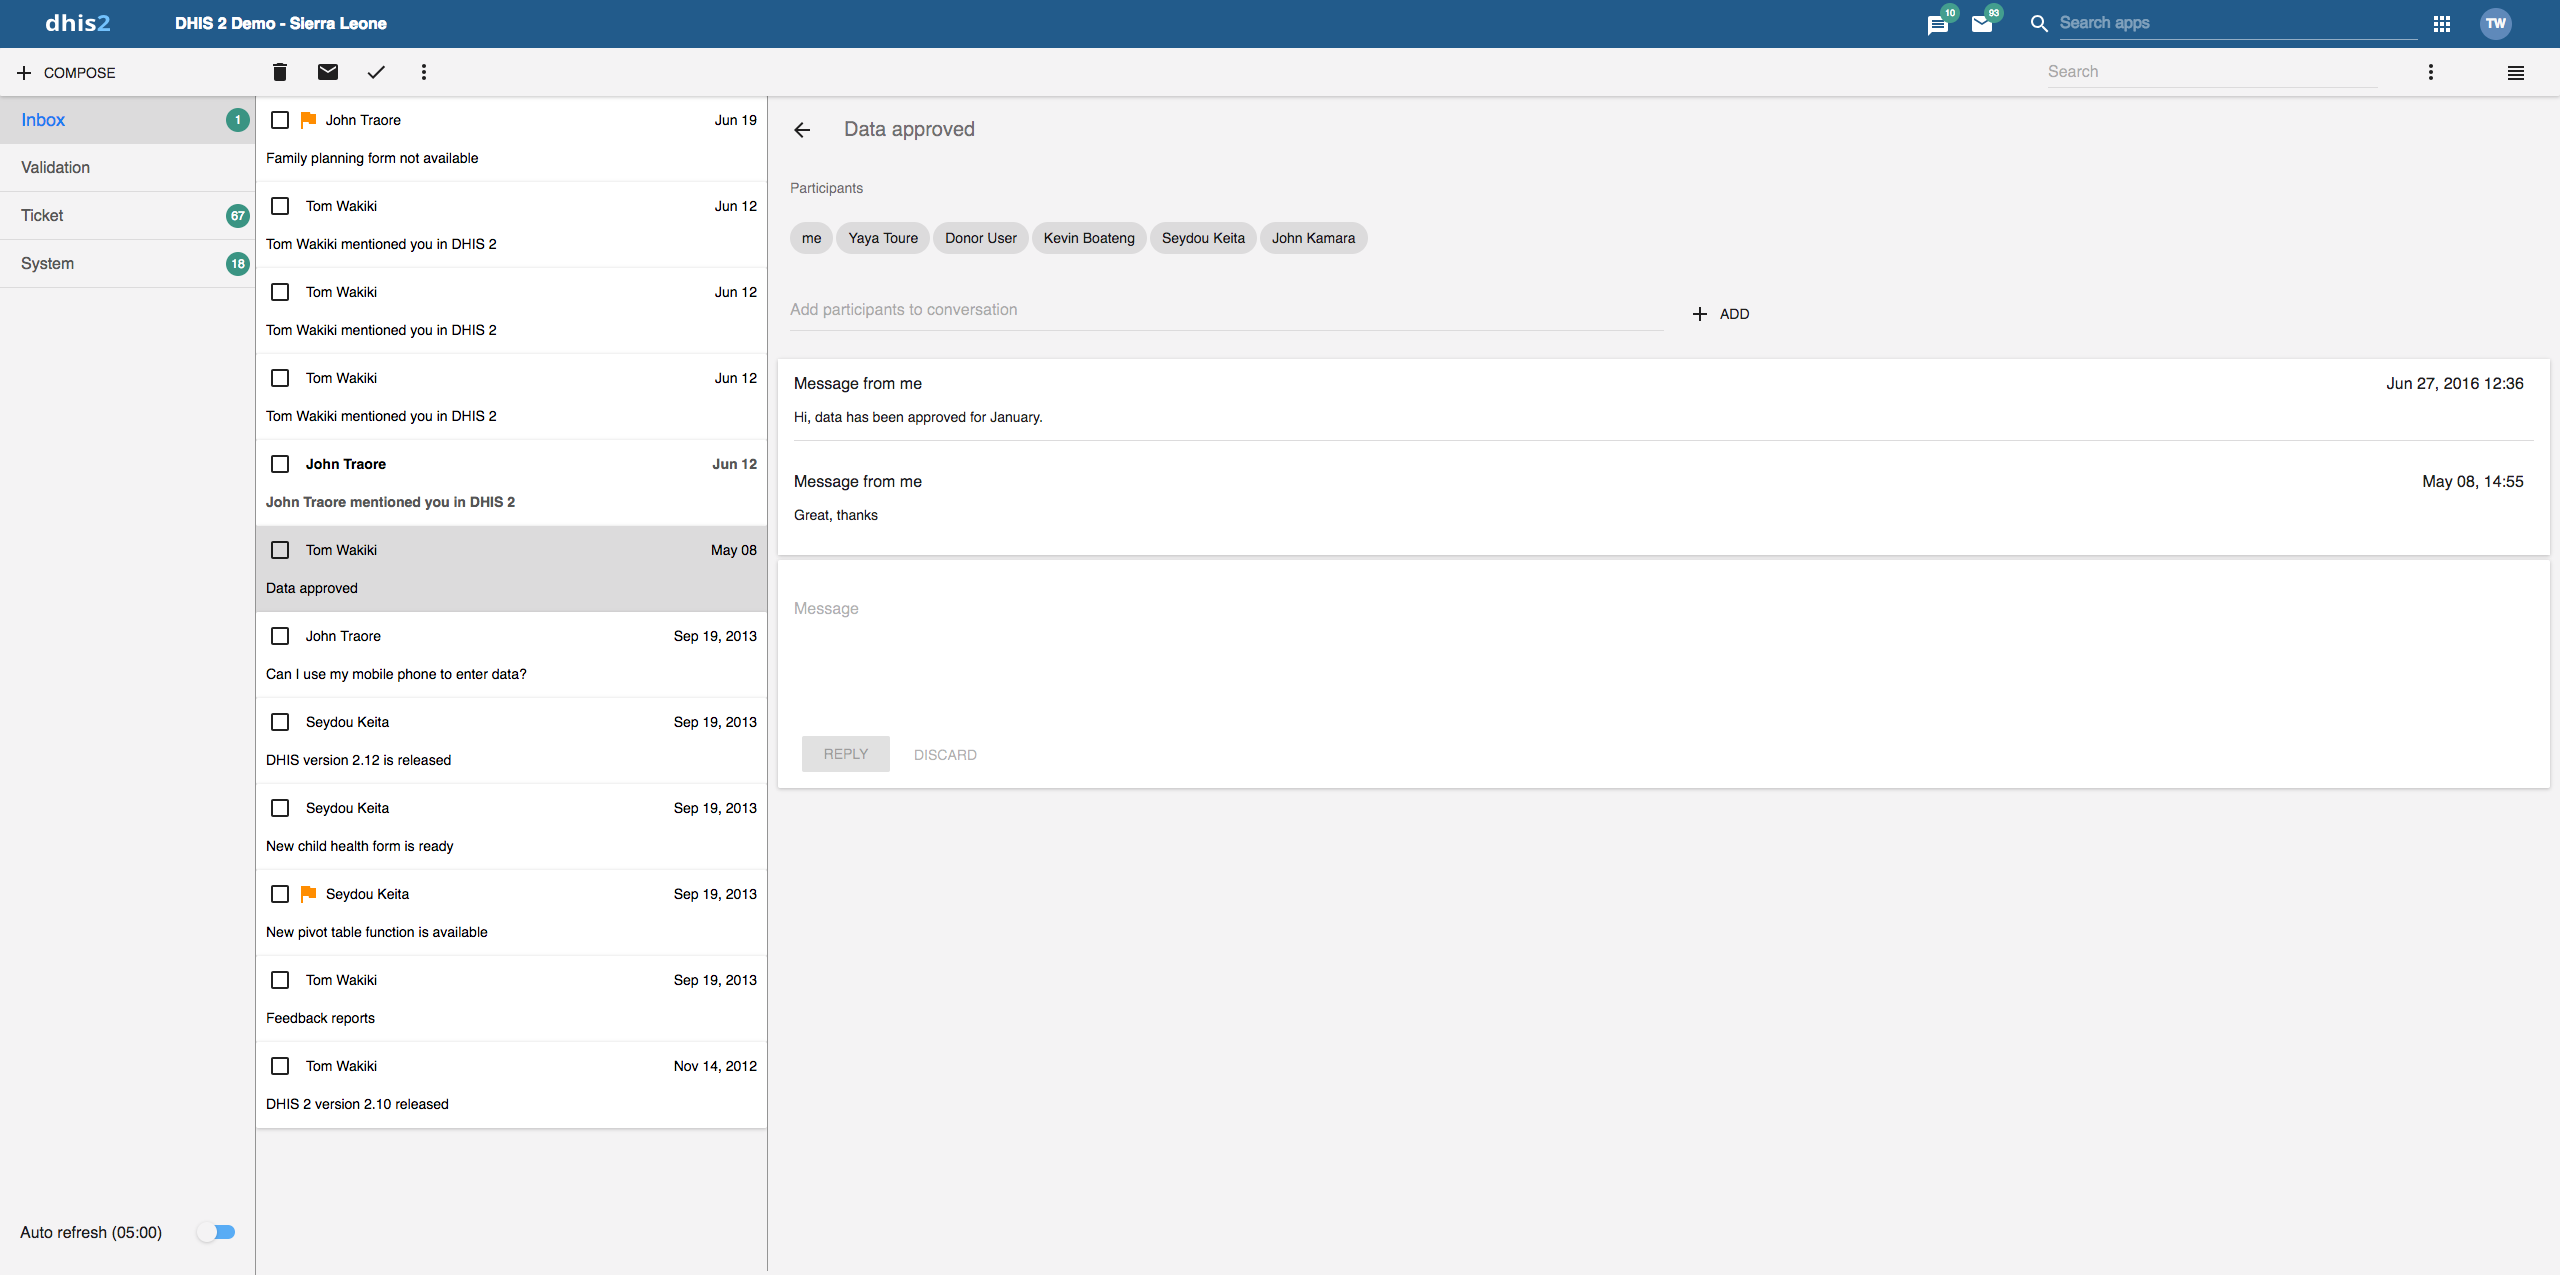 dhis2 DHIS 2 Demo - Sierra Leone 10 93 Search apps TW
COMPOSE Search
Inbox 1
Validation
Ticket 67
System 18
Auto refresh (05:00)
John Traore Jun 19
Family planning form not available
Tom Wakiki Jun 12
Tom Wakiki mentioned you in DHIS 2
Tom Wakiki Jun 12
Tom Wakiki mentioned you in DHIS 2
Tom Wakiki Jun 12
Tom Wakiki mentioned you in DHIS 2
John Traore Jun 12
John Traore mentioned you in DHIS 2
Tom Wakiki May 08
Data approved
John Traore Sep 19, 2013
Can I use my mobile phone to enter data?
Seydou Keita Sep 19, 2013
DHIS version 2.12 is released
Seydou Keita Sep 19, 2013
New child health form is ready
Seydou Keita Sep 19, 2013
New pivot table function is available
Tom Wakiki Sep 19, 2013
Feedback reports
Tom Wakiki Nov 14, 2012
DHIS 2 version 2.10 released
Data approved
Participants
me Yaya Toure Donor User Kevin Boateng Seydou Keita John Kamara
Add participants to conversation ADD
Message from me Jun 27, 2016 12:36
Hi, data has been approved for January.
Message from me May 08, 14:55
Great, thanks
Message
REPLY DISCARD